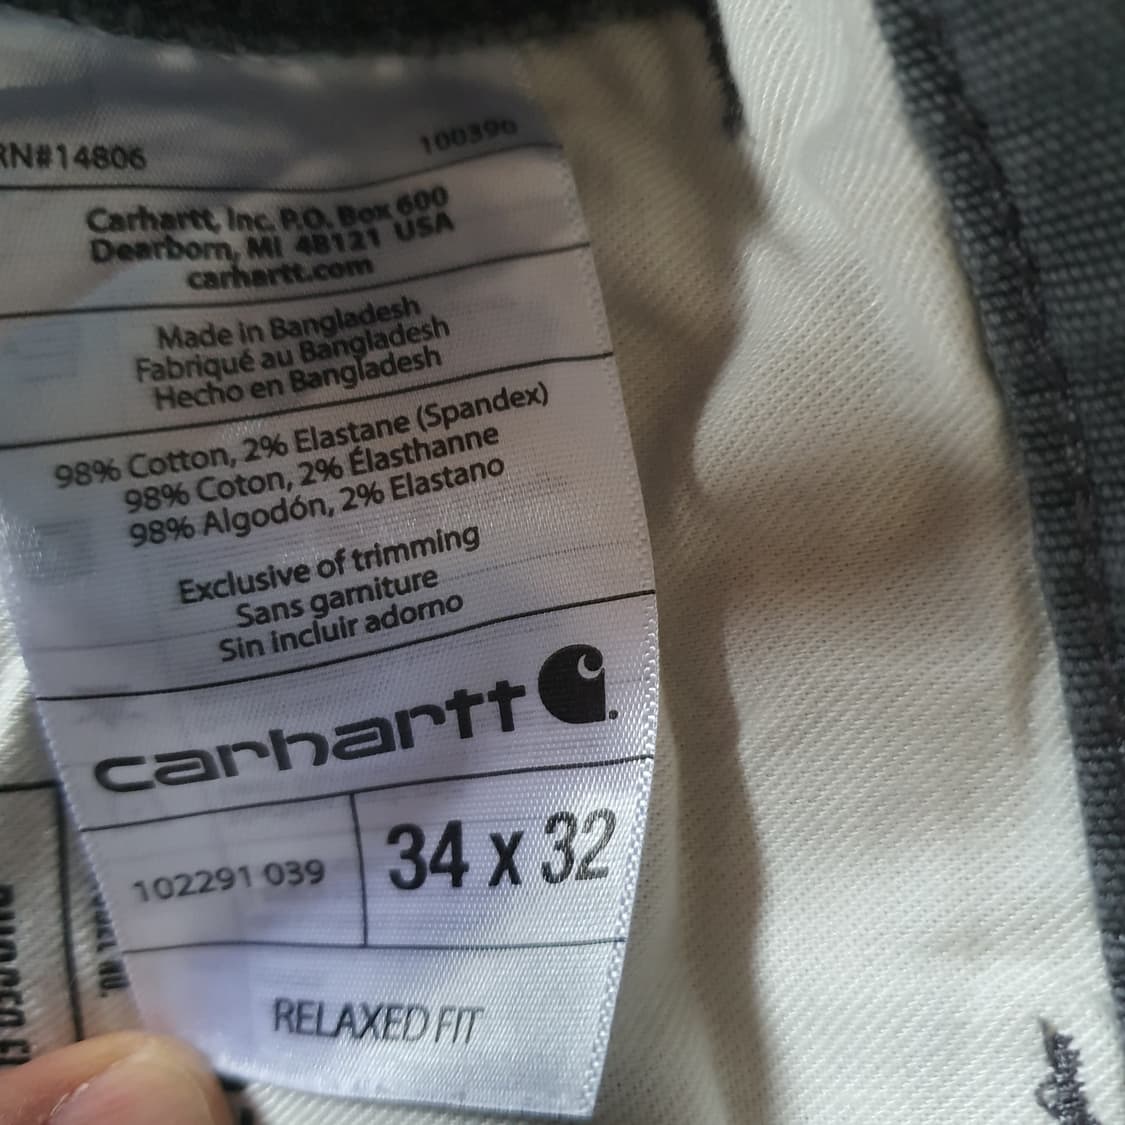 RN#14806
100390
Carhartt, Inc. P.O. Box 600
Dearborn, MI 48121 USA
carhartt.com
Made in Bangladesh
Fabriqué au Bangladesh
Hecho en Bangladesh
98% Cotton, 2% Elastane (Spandex)
98% Coton, 2% Élasthanne
98% Algodón, 2% Elastano
Exclusive of trimming
Sans garniture
Sin incluir adorno
carhartt
102291 039
34 x 32
RELAXED FIT